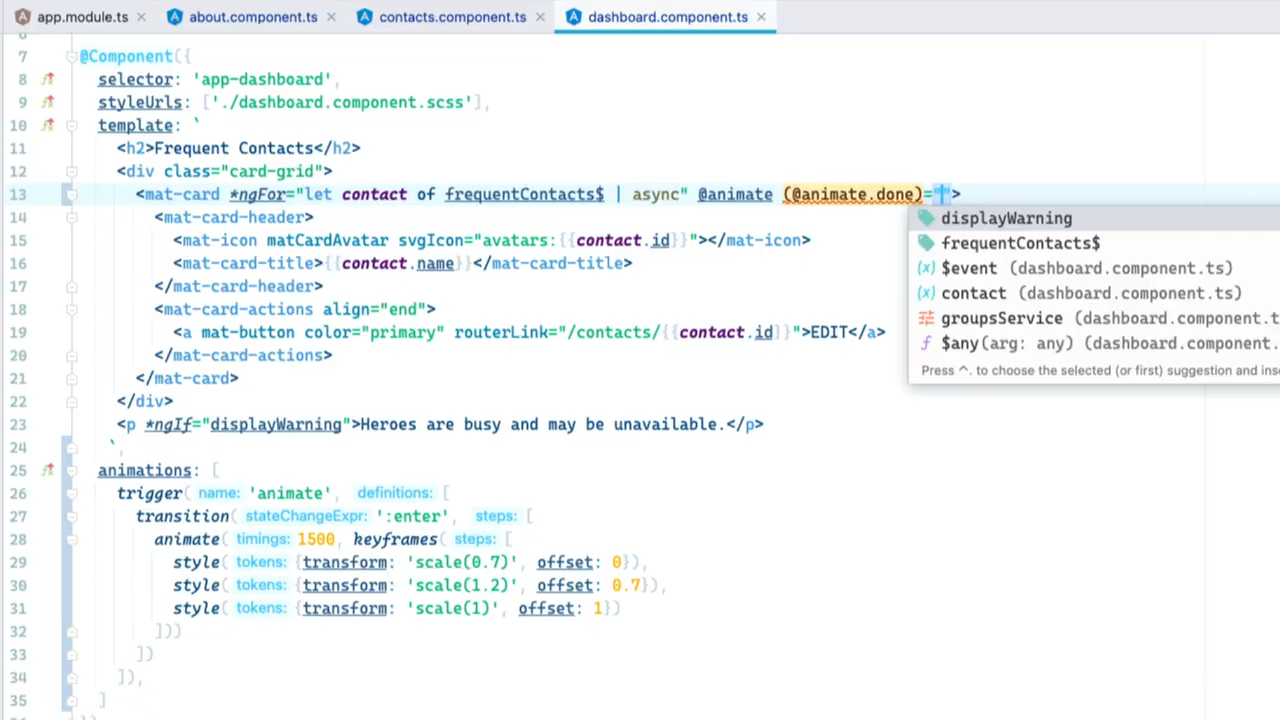 app.module.ts × about.component.ts × contacts.component.ts × dashboard.component.ts ×
6
7 @Component({
8 selector: 'app-dashboard',
9 styleUrls: ['./dashboard.component.scss'],
10 template: `
11 <h2>Frequent Contacts</h2>
12 <div class="card-grid">
13 <mat-card *ngFor="let contact of frequentContacts$ | async" @animate (@animate.done)="">
14 <mat-card-header>
15 <mat-icon matCardAvatar svgIcon="avatars:{{contact.id}}"></mat-icon>
16 <mat-card-title>{{contact.name}}</mat-card-title>
17 </mat-card-header>
18 <mat-card-actions align="end">
19 <a mat-button color="primary" routerLink="/contacts/{{contact.id}}">EDIT</a>
20 </mat-card-actions>
21 </mat-card>
22 </div>
23 <p *ngIf="displayWarning">Heroes are busy and may be unavailable.</p>
24 `,
25 animations: [
26 trigger( name: 'animate', definitions: [
27 transition( stateChangeExpr: ':enter', steps: [
28 animate( timings: 1500, keyframes( steps: [
29 style( tokens: {transform: 'scale(0.7)', offset: 0}),
30 style( tokens: {transform: 'scale(1.2)', offset: 0.7}),
31 style( tokens: {transform: 'scale(1)', offset: 1})
32 ]))
33 ])
34 ]),
35 ]
displayWarning
frequentContacts$
(x) $event (dashboard.component.ts)
(x) contact (dashboard.component.ts)
groupsService (dashboard.component.t
f $any(arg: any) (dashboard.component.
Press ^. to choose the selected (or first) suggestion and inse